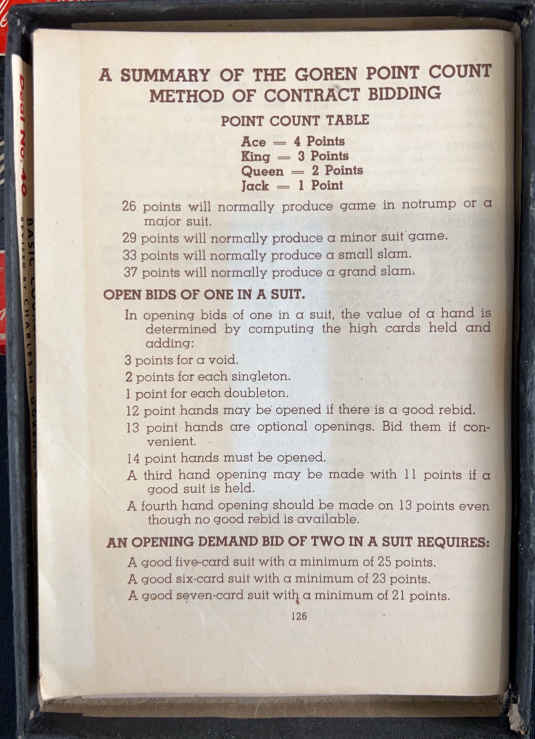 A SUMMARY OF THE GOREN POINT COUNT
METHOD OF CONTRACT BIDDING
POINT COUNT TABLE
Ace = 4 Points
King = 3 Points
Queen = 2 Points
Jack = 1 Point
26 points will normally produce game in notrump or a
major suit.
29 points will normally produce a minor suit game.
33 points will normally produce a small slam.
37 points will normally produce a grand slam.
OPEN BIDS OF ONE IN A SUIT.
In opening bids of one in a suit, the value of a hand is
determined by computing the high cards held and
adding:
3 points for a void.
2 points for each singleton.
1 point for each doubleton.
12 point hands may be opened if there is a good rebid.
13 point hands are optional openings. Bid them if con-
venient.
14 point hands must be opened.
A third hand opening may be made with 11 points if a
good suit is held.
A fourth hand opening should be made on 13 points even
though no good rebid is available.
AN OPENING DEMAND BID OF TWO IN A SUIT REQUIRES:
A good five-card suit with a minimum of 25 points.
A good six-card suit with a minimum of 23 points.
A good seven-card suit with a minimum of 21 points.
126
Deal No. 40
BASIC